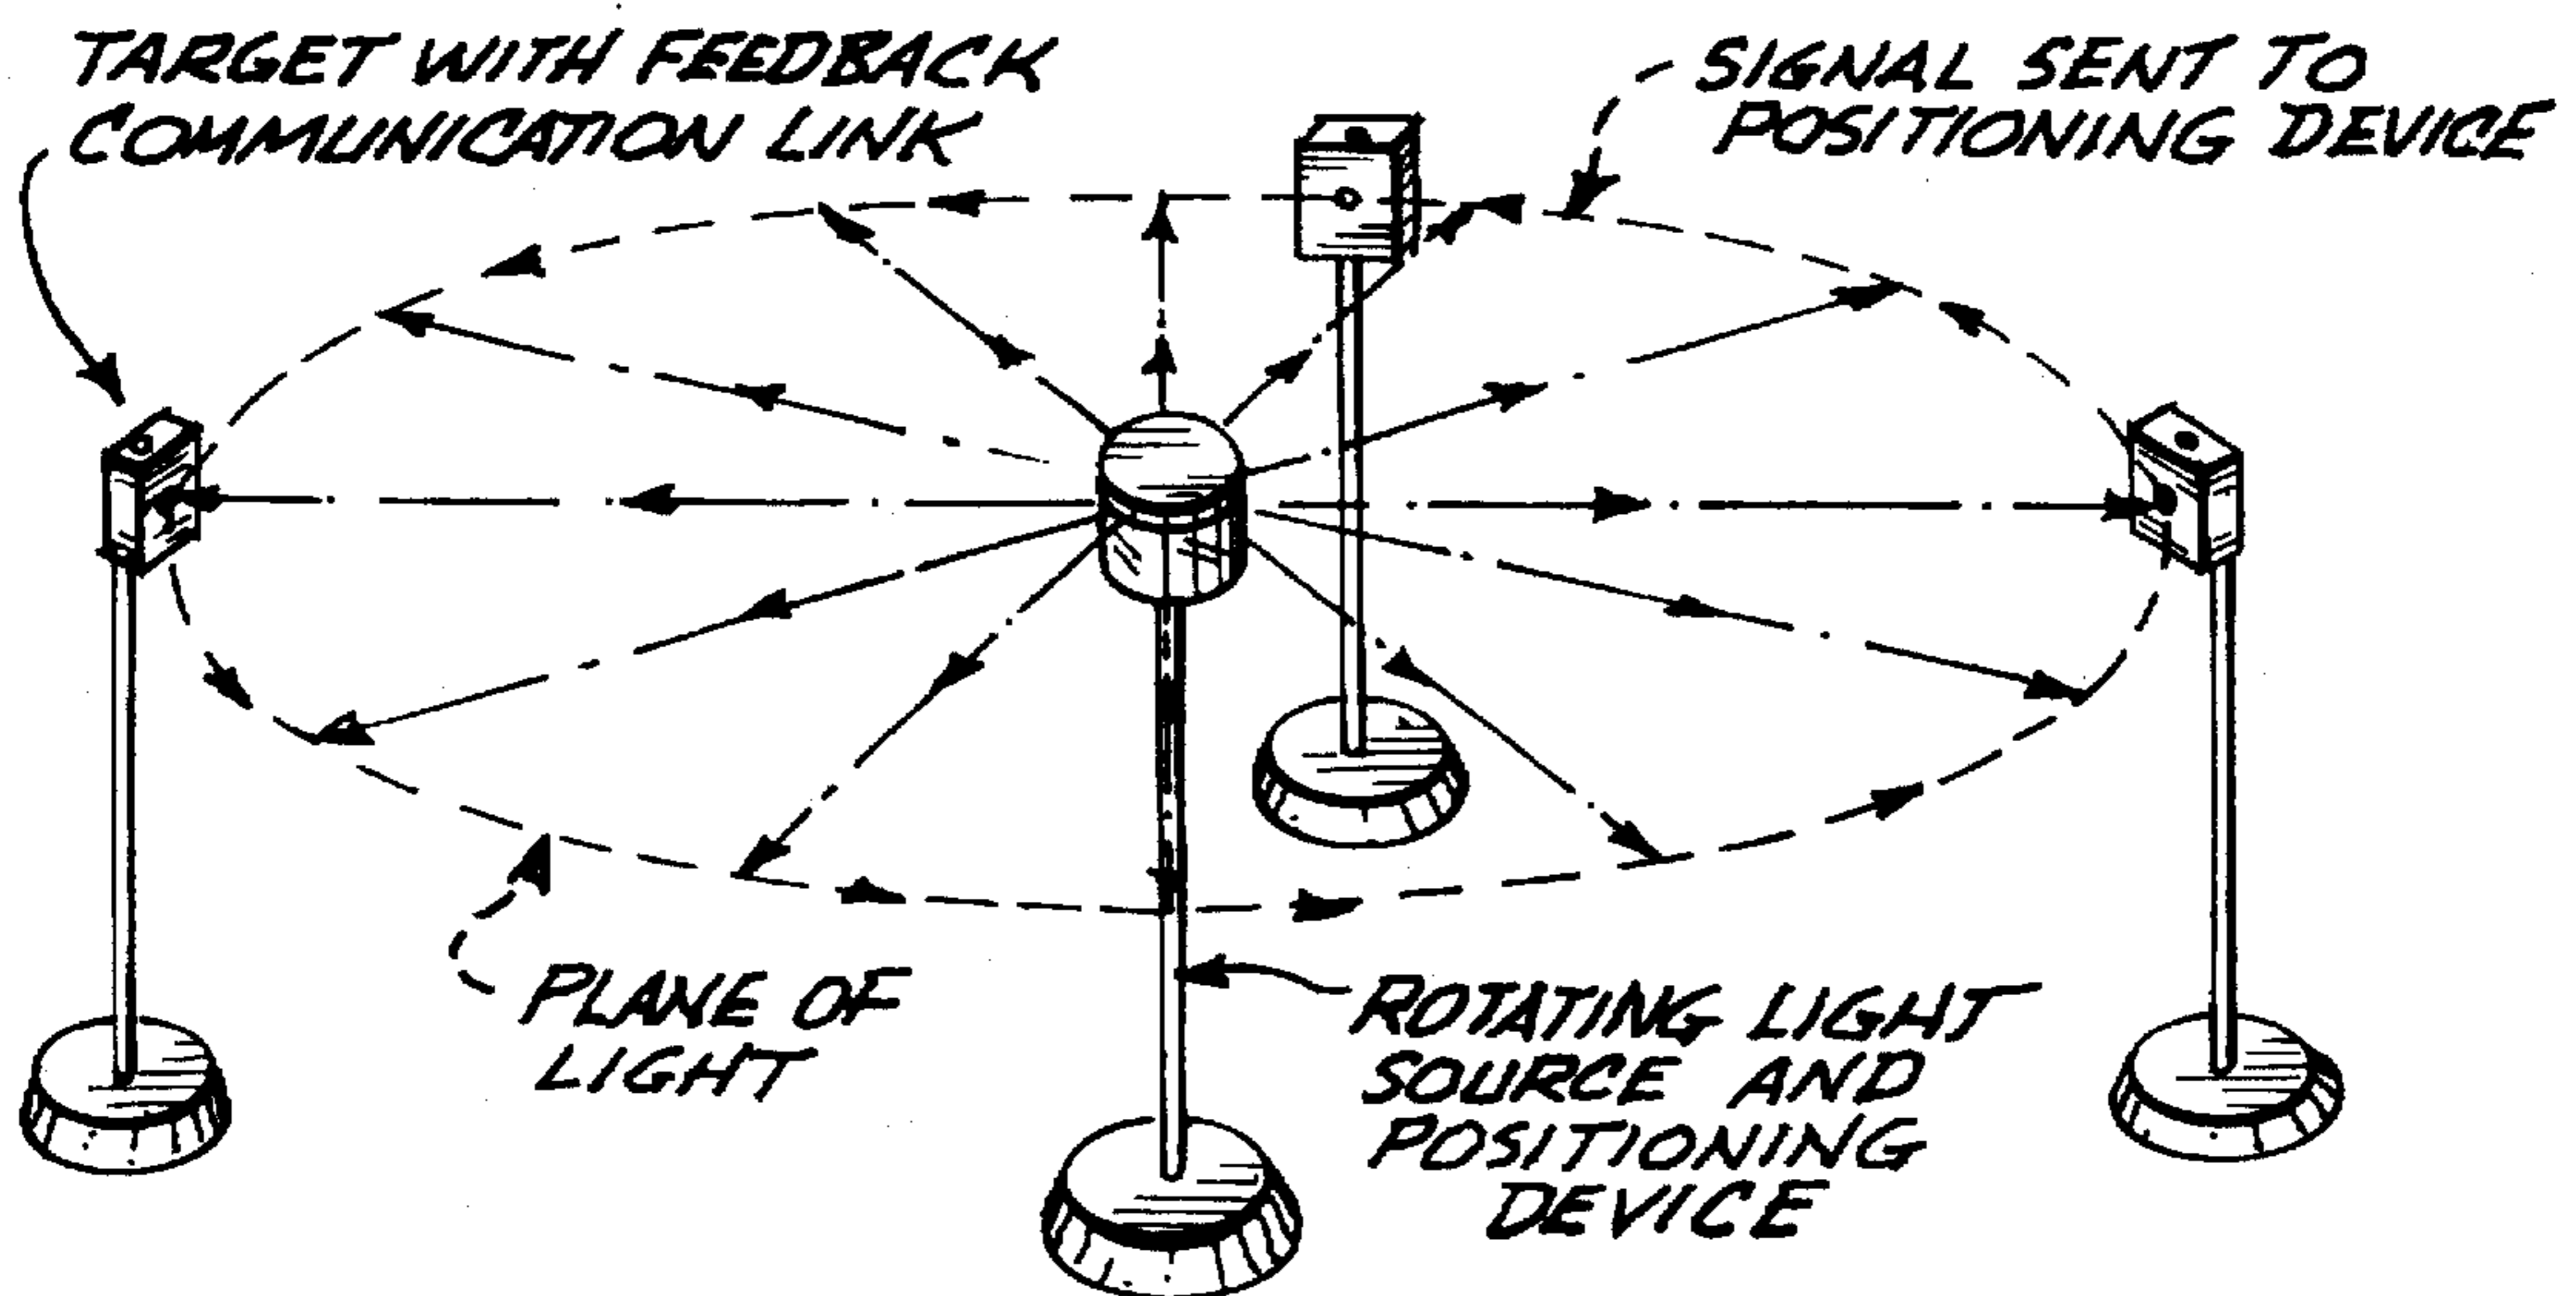 TARGET WITH FEEDBACK
COMMUNICATION LINK
SIGNAL SENT TO
POSITIONING DEVICE
PLANE OF
LIGHT
ROTATING LIGHT
SOURCE AND
POSITIONING
DEVICE